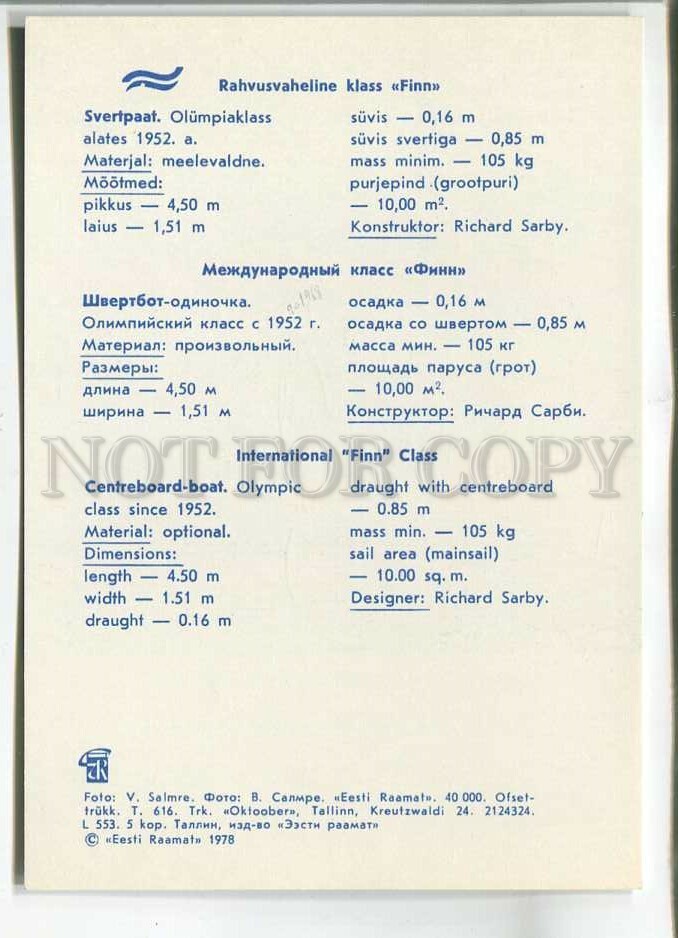 Rahvusvaheline klass «Finn»
Svertpaat. Olümpiaklass
alates 1952. a.
Materjal: meelevaldne.
Mõõtmed:
pikkus — 4,50 m
laius — 1,51 m
süvis — 0,16 m
süvis svertiga — 0,85 m
mass minim. — 105 kg
purjepind (grootpuri)
— 10,00 m².
Konstruktor: Richard Sarby.
Международный класс «Финн»
Швертбот-одиночка.
Олимпийский класс с 1952 г.
Материал: произвольный.
Размеры:
длина — 4,50 м
ширина — 1,51 м
осадка — 0,16 м
осадка со швертом — 0,85 м
масса мин. — 105 кг
площадь паруса (грот)
— 10,00 м².
Конструктор: Ричард Сарби.
NOT FOR COPY
International "Finn" Class
Centreboard-boat. Olympic
class since 1952.
Material: optional.
Dimensions:
length — 4.50 m
width — 1.51 m
draught — 0.16 m
draught with centreboard
— 0.85 m
mass min. — 105 kg
sail area (mainsail)
— 10.00 sq. m.
Designer: Richard Sarby.
Foto: V. Salmre. Фото: В. Салмре. «Eesti Raamat». 40 000. Ofset-
trükk. T. 616. Trk. «Oktoober», Tallinn, Kreutzwaldi 24. 2124324.
L 553. 5 kop. Таллин, изд-во «Ээсти раамат»
© «Eesti Raamat» 1978